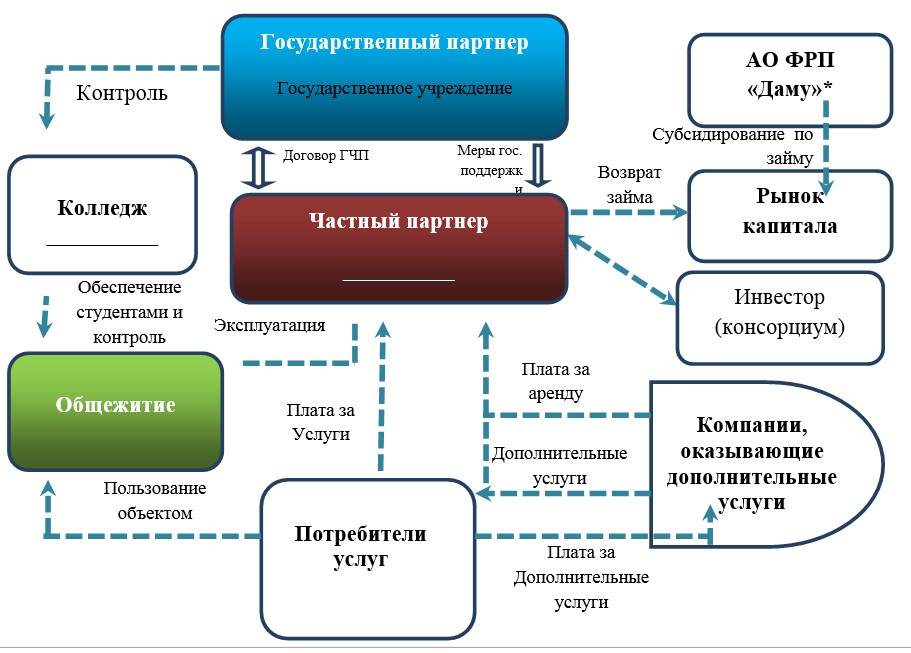 Государственный партнер
Государственное учреждение
АО ФРП
«Даму»*
Контроль
Субсидирование по
займу
Договор ГЧП
Меры гос.
поддержк
и
Возврат
займа
Рынок
капитала
Колледж
___________
Частный партнер
___________
Обеспечение
студентами и
контроль
Инвестор
(консорциум)
Эксплуатация
Общежитие
Плата за
Услуги
Плата за
аренду
Дополнительные
услуги
Компании,
оказывающие
дополнительные
услуги
Пользование
объектом
Потребители
услуг
Плата за
Дополнительные
услуги